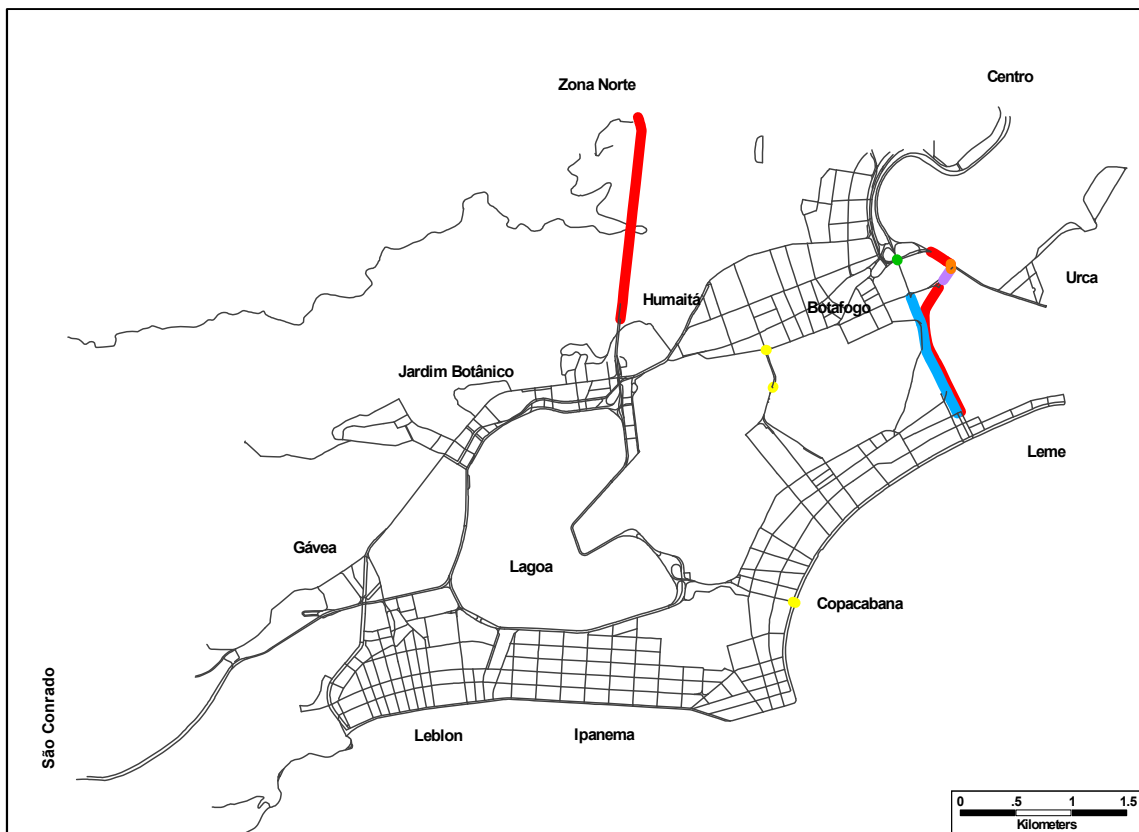 Centro
Zona Norte
Urca
Humaitá
Botafogo
Jardim Botânico
Leme
Gávea
Lagoa
Copacabana
São Conrado
Leblon
Ipanema
0 .5 1 1.5
Kilometers